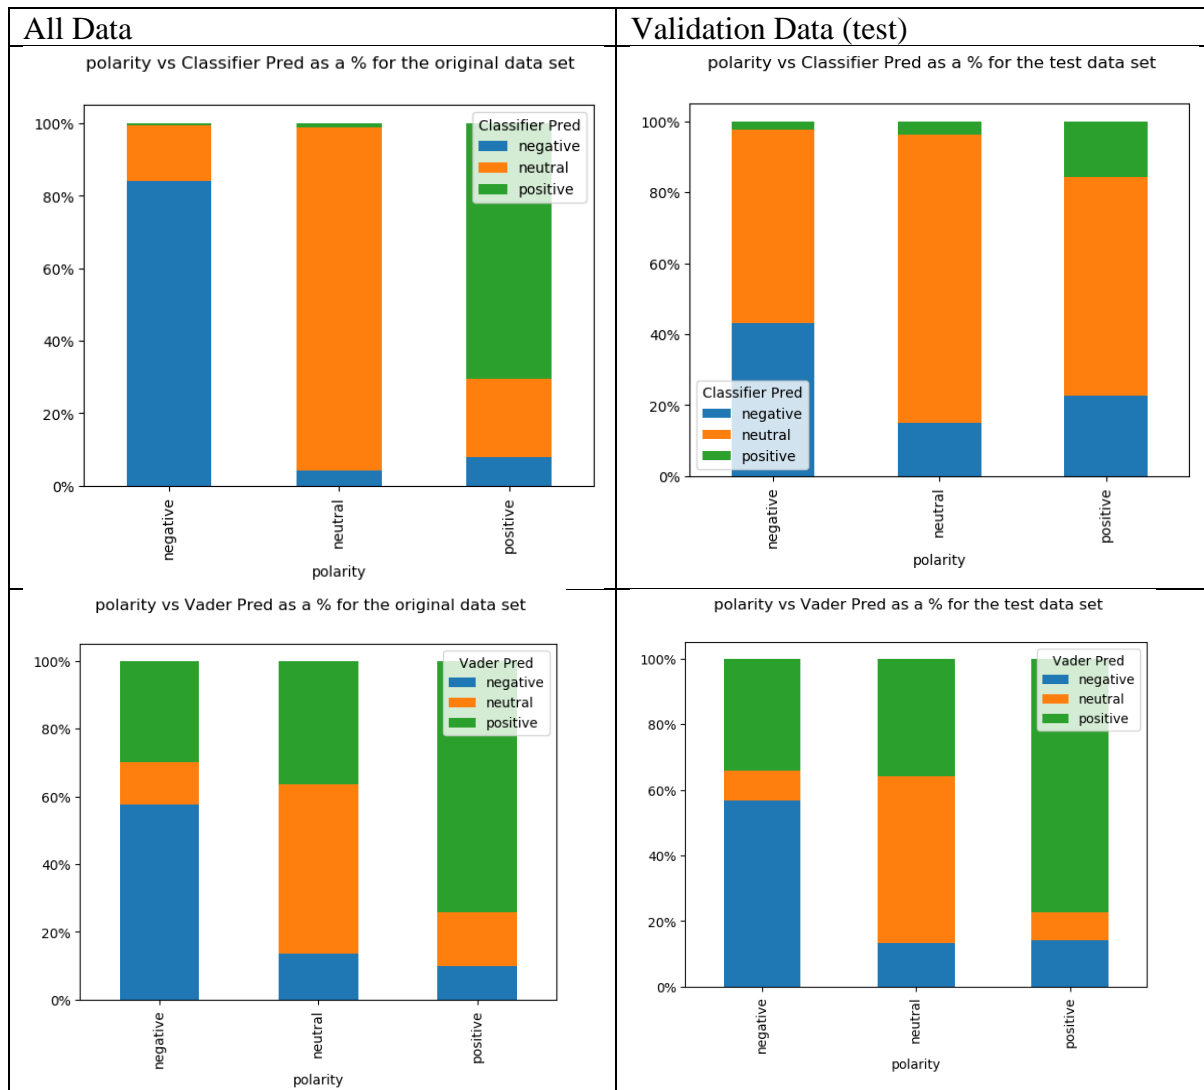 All Data
Validation Data (test)
polarity vs Classifier Pred as a % for the original data set
100%
80%
60%
40%
20%
0%
Classifier Pred
negative
neutral
positive
negative
neutral
positive
polarity
polarity vs Classifier Pred as a % for the test data set
100%
80%
60%
40%
20%
0%
Classifier Pred
negative
neutral
positive
negative
neutral
positive
polarity
polarity vs Vader Pred as a % for the original data set
100%
80%
60%
40%
20%
0%
Vader Pred
negative
neutral
positive
negative
neutral
positive
polarity
polarity vs Vader Pred as a % for the test data set
100%
80%
60%
40%
20%
0%
Vader Pred
negative
neutral
positive
negative
neutral
positive
polarity